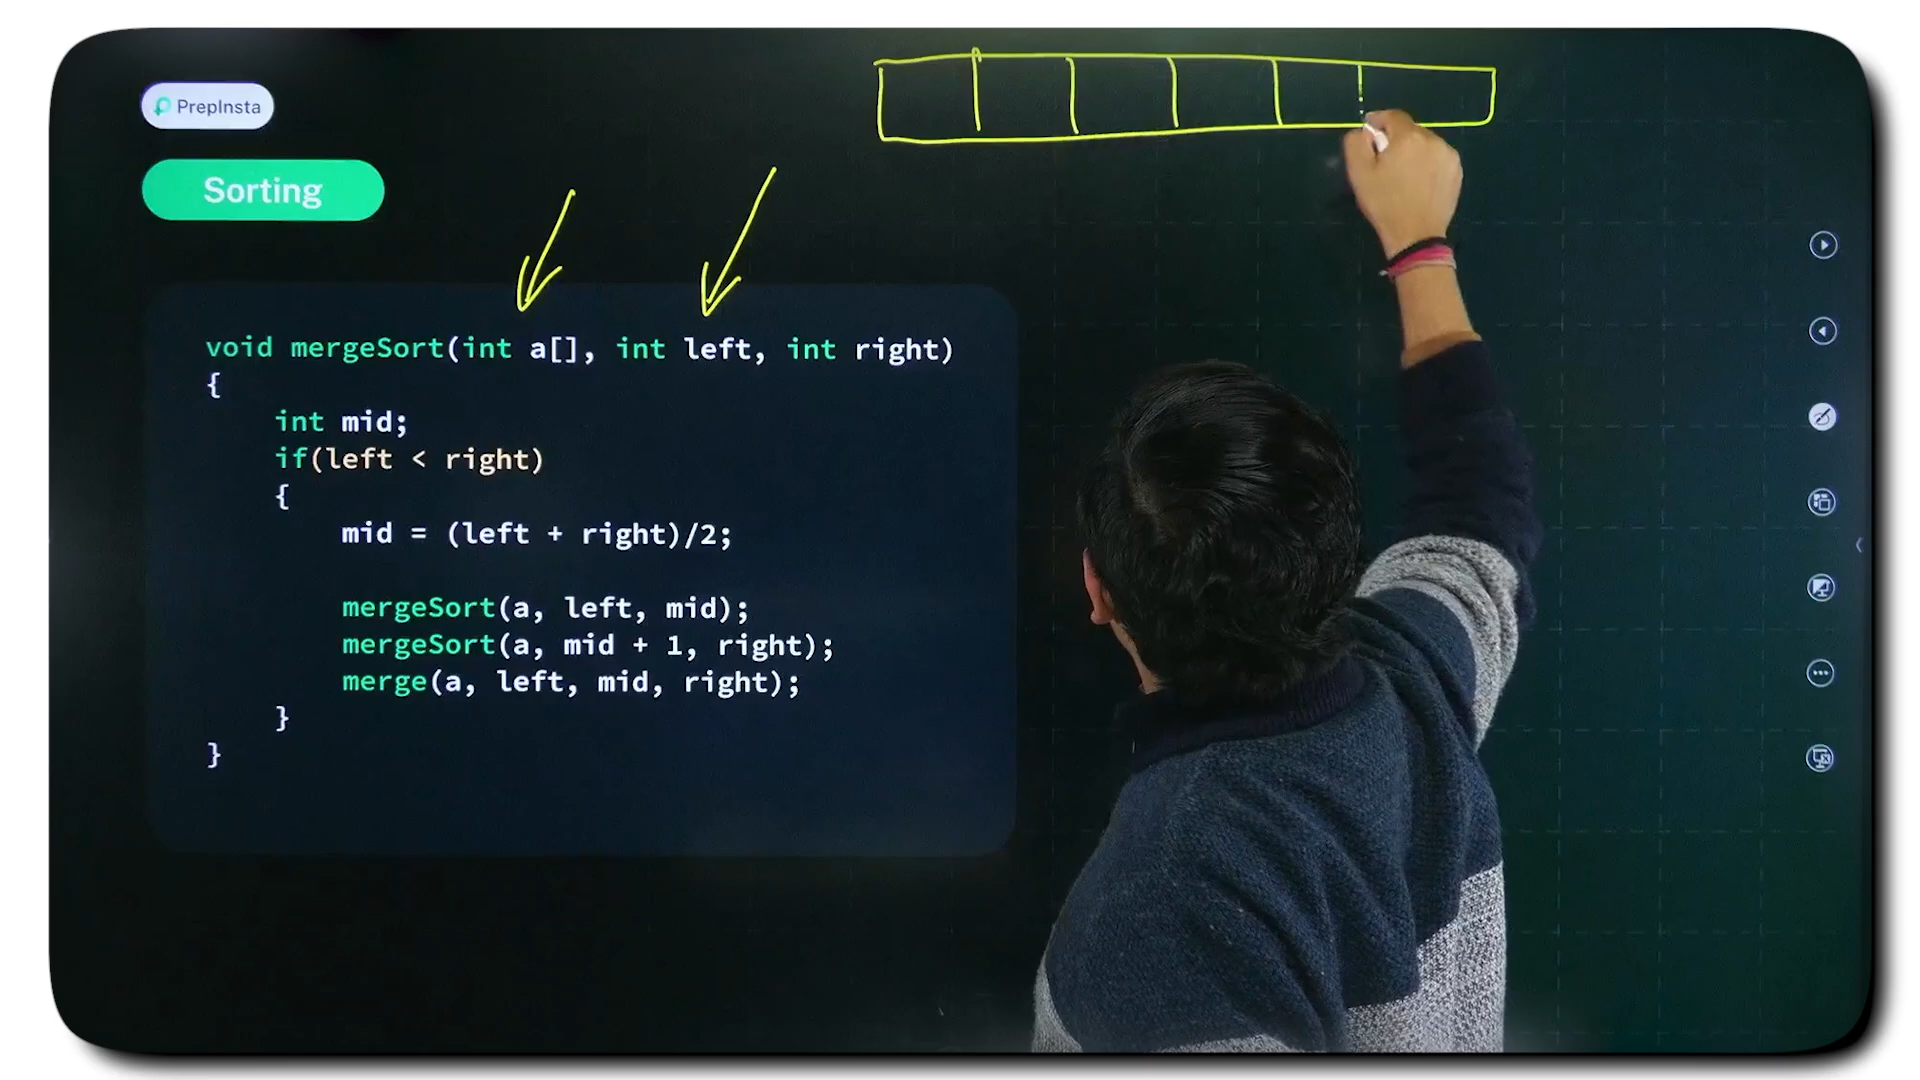 PrepInsta
Sorting
void mergeSort(int a[], int left, int right)
{
int mid;
if(left < right)
{
mid = (left + right)/2;
mergeSort(a, left, mid);
mergeSort(a, mid + 1, right);
merge(a, left, mid, right);
}
}